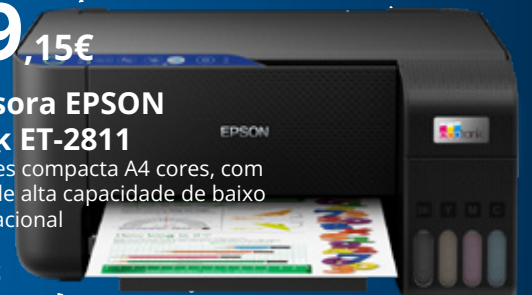 9,15€
sora EPSON
k ET-2811
es compacta A4 cores, com
de alta capacidade de baixo
acional
EPSON